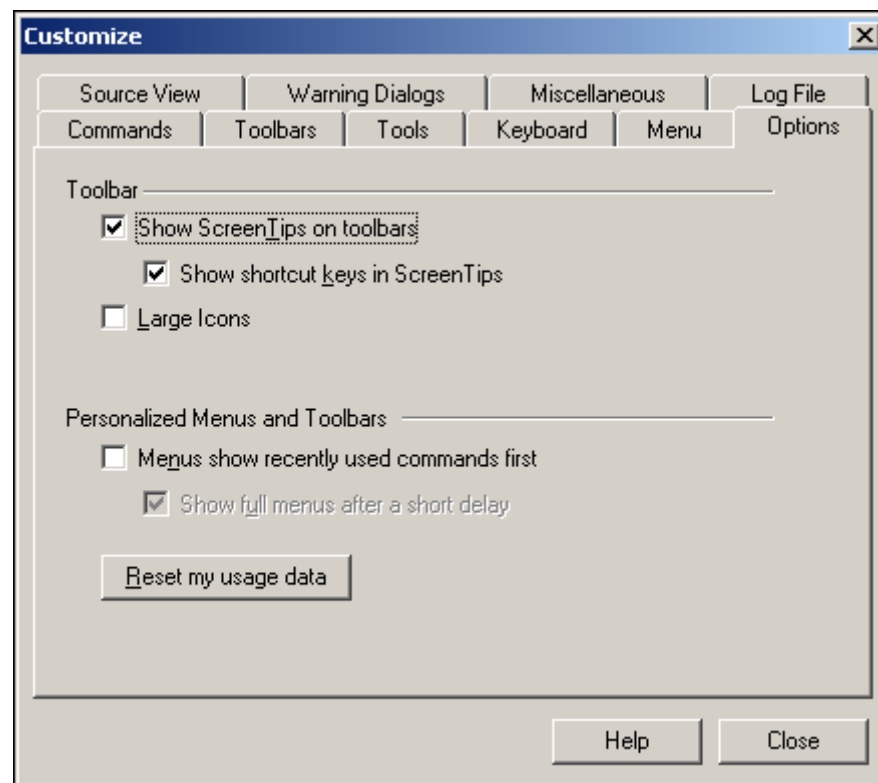 Customize
Source View Warning Dialogs Miscellaneous Log File
Commands Toolbars Tools Keyboard Menu Options
Toolbar
Show ScreenTips on toolbars
Show shortcut keys in ScreenTips
Large Icons
Personalized Menus and Toolbars
Menus show recently used commands first
Show full menus after a short delay
Reset my usage data
Help Close